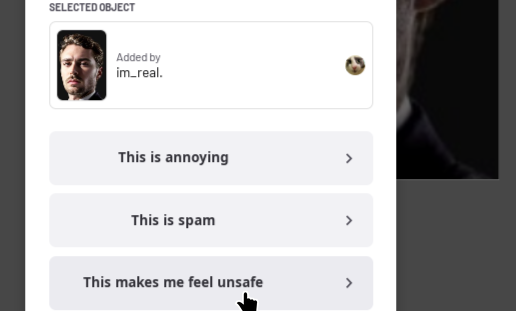 SELECTED OBJECT
Added by
im_real.
This is annoying
This is spam
This makes me feel unsafe